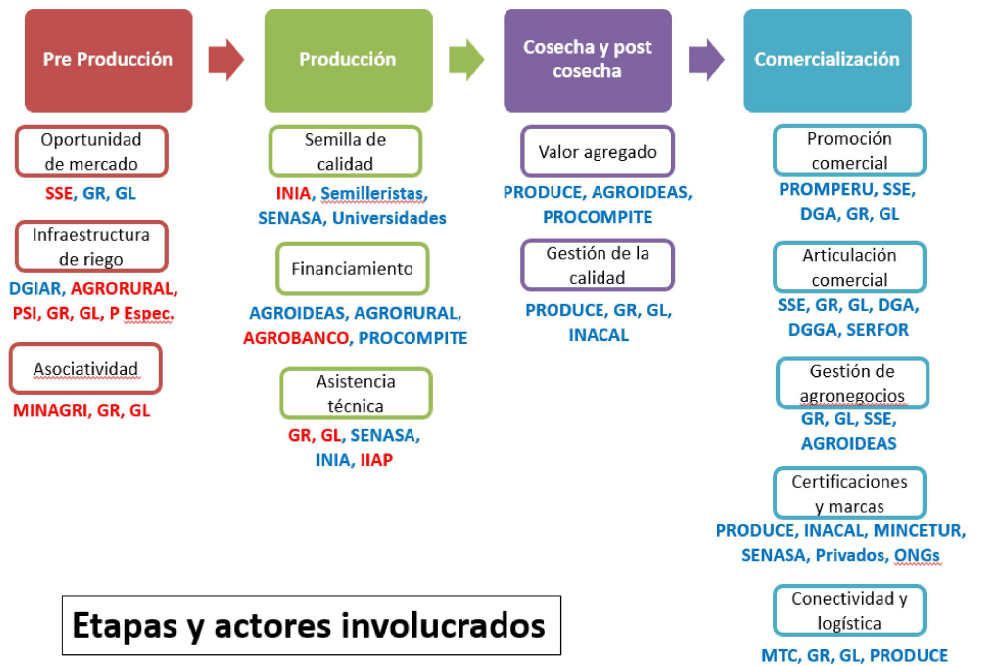 Pre Producción
Producción
Cosecha y post
cosecha
Comercialización
Oportunidad
de mercado
SSE, GR, GL
Infraestructura
de riego
DGIAR, AGRORURAL,
PSI, GR, GL, P Espec.
Asociatividad
MINAGRI, GR, GL
Semilla de
calidad
INIA, Semilleristas,
SENASA, Universidades
Financiamiento
AGROIDEAS, AGRORURAL,
AGROBANCO, PROCOMPITE
Asistencia
técnica
GR, GL, SENASA,
INIA, IIAP
Valor agregado
PRODUCE, AGROIDEAS,
PROCOMPITE
Gestión de la
calidad
PRODUCE, GR, GL,
INACAL
Promoción
comercial
PROMPERU, SSE,
DGA, GR, GL
Articulación
comercial
SSE, GR, GL, DGA,
DGGA, SERFOR
Gestión de
agronegocios
GR, GL, SSE,
AGROIDEAS
Certificaciones
y marcas
PRODUCE, INACAL, MINCETUR,
SENASA, Privados, ONGs
Conectividad y
logística
MTC, GR, GL, PRODUCE
Etapas y actores involucrados